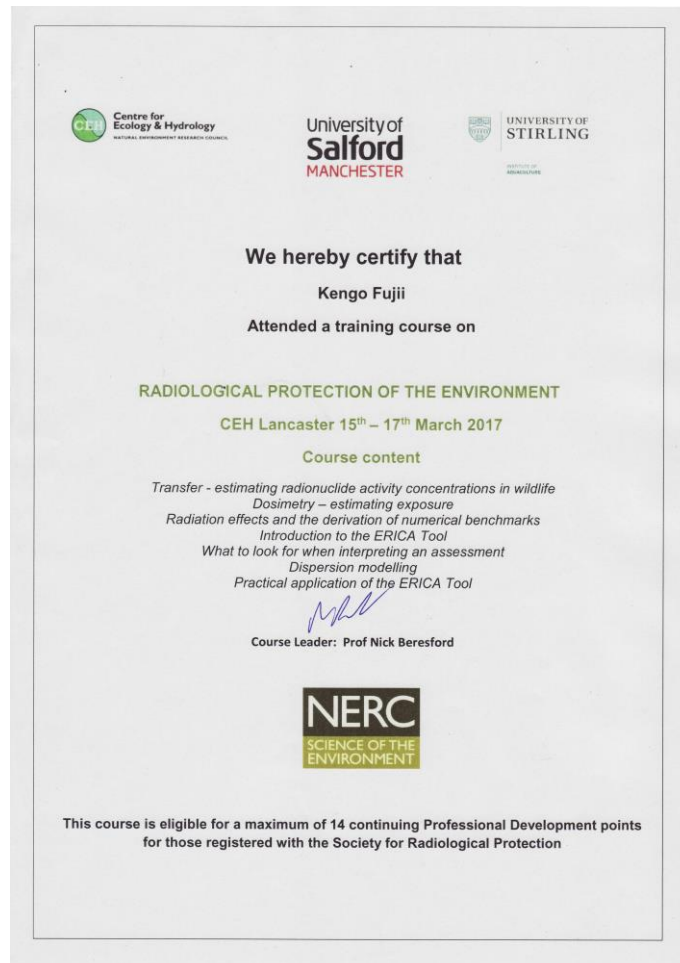 CEH
Centre for
Ecology & Hydrology
NATURAL ENVIRONMENT RESEARCH COUNCIL
University of
Salford
MANCHESTER
UNIVERSITY OF
STIRLING
INSTITUTE OF
AQUACULTURE
We hereby certify that
Kengo Fujii
Attended a training course on
RADIOLOGICAL PROTECTION OF THE ENVIRONMENT
CEH Lancaster 15th – 17th March 2017
Course content
Transfer - estimating radionuclide activity concentrations in wildlife
Dosimetry – estimating exposure
Radiation effects and the derivation of numerical benchmarks
Introduction to the ERICA Tool
What to look for when interpreting an assessment
Dispersion modelling
Practical application of the ERICA Tool
Course Leader: Prof Nick Beresford
NERC
SCIENCE OF THE
ENVIRONMENT
This course is eligible for a maximum of 14 continuing Professional Development points
for those registered with the Society for Radiological Protection